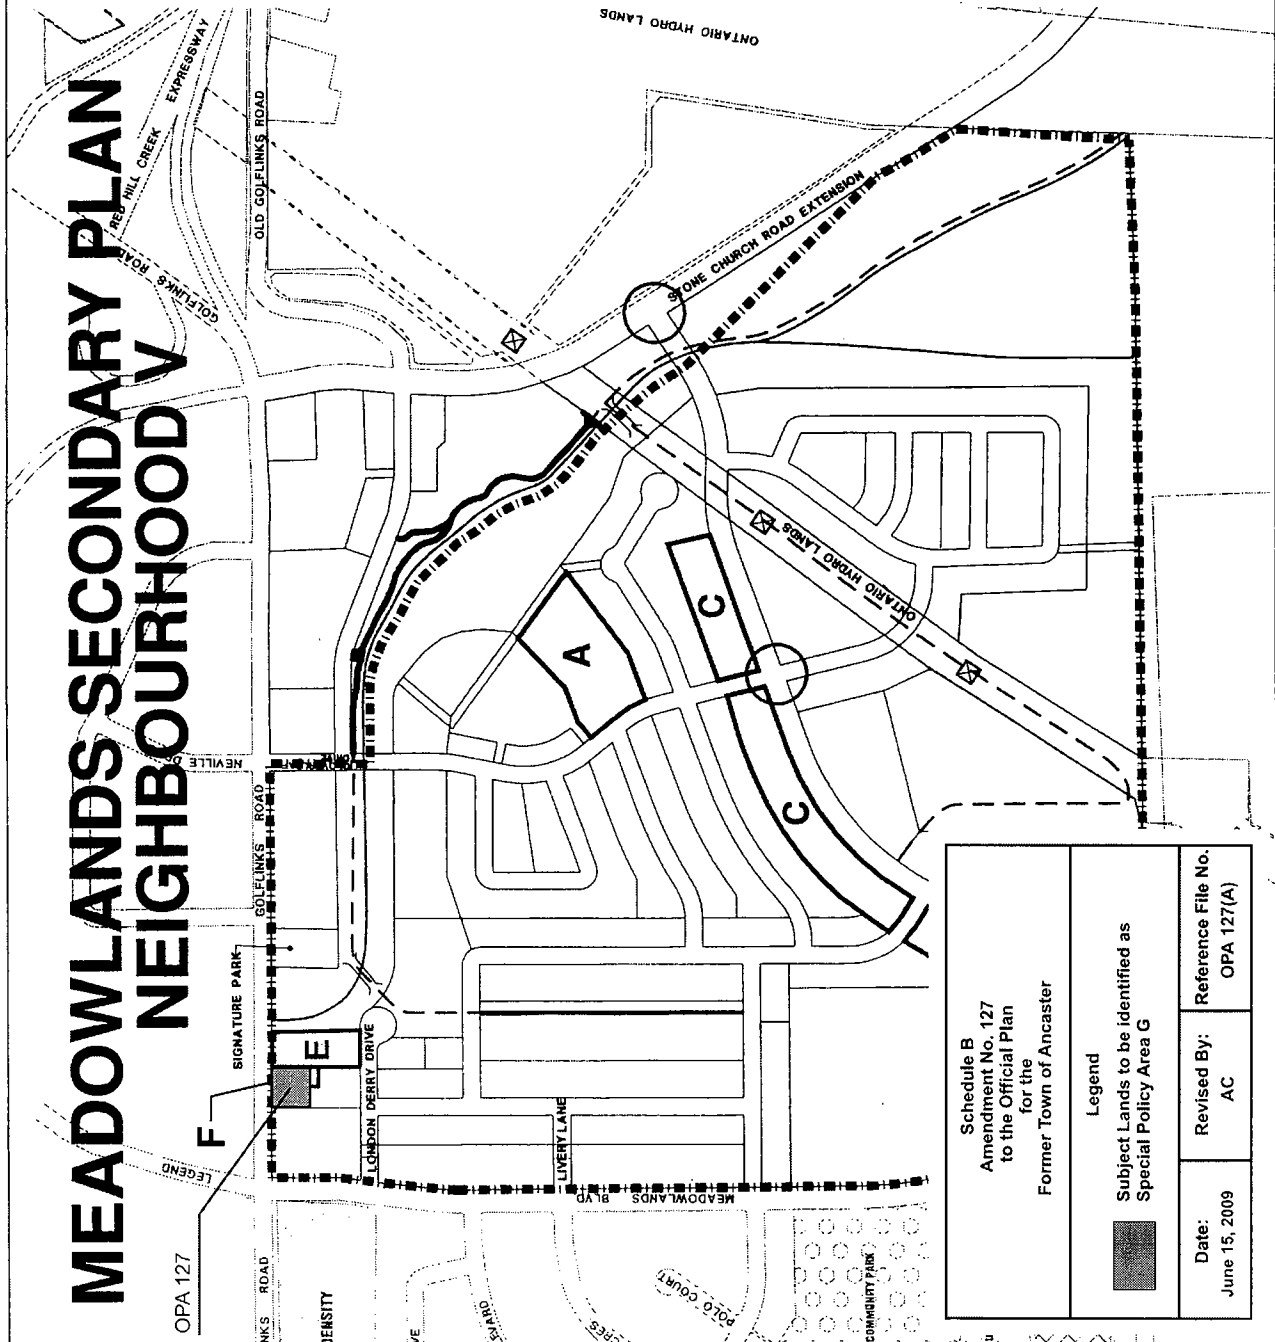 MEADOWLANDS SECONDARY PLAN
NEIGHBOURHOOD V
ONTARIO HYDRO LANDS
RED HILL CREEK EXPRESSWAY
OLD GOLFLINKS ROAD
GOLFLINKS ROAD
STONE CHURCH ROAD EXTENSION
ONTARIO HYDRO LANDS
NEVILLE
GOLFLINKS ROAD
SIGNATURE PARK
A
C
C
E
F
OPA 127
LEGEND
LONDON DERRY DRIVE
LIVERY LANE
MEADOWLANDS BLVD
ROAD
POLO COURT
COMMUNITY PARK
Schedule B
Amendment No. 127
to the Official Plan
for the
Former Town of Ancaster
Legend
Subject Lands to be identified as
Special Policy Area G
Date:
June 15, 2009
Revised By:
AC
Reference File No.
OPA 127(A)